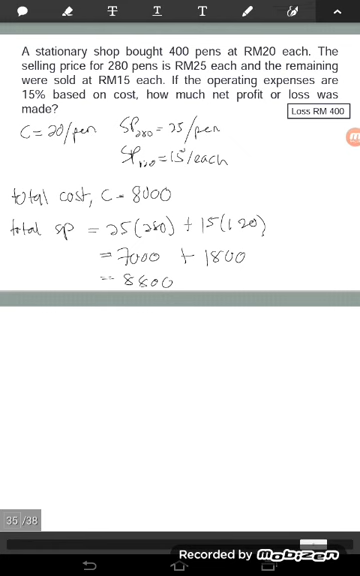 A stationary shop bought 400 pens at RM20 each. The
selling price for 280 pens is RM25 each and the remaining
were sold at RM15 each. If the operating expenses are
15% based on cost, how much net profit or loss was
made?
Loss RM 400
C = 20/pen SP280 = 25/pen
SP120 = 15/each
total cost, C = 8000
total sp = 25(280) + 15(120)
= 7000 + 1800
= 8800
35 /38
Recorded by Mobizen